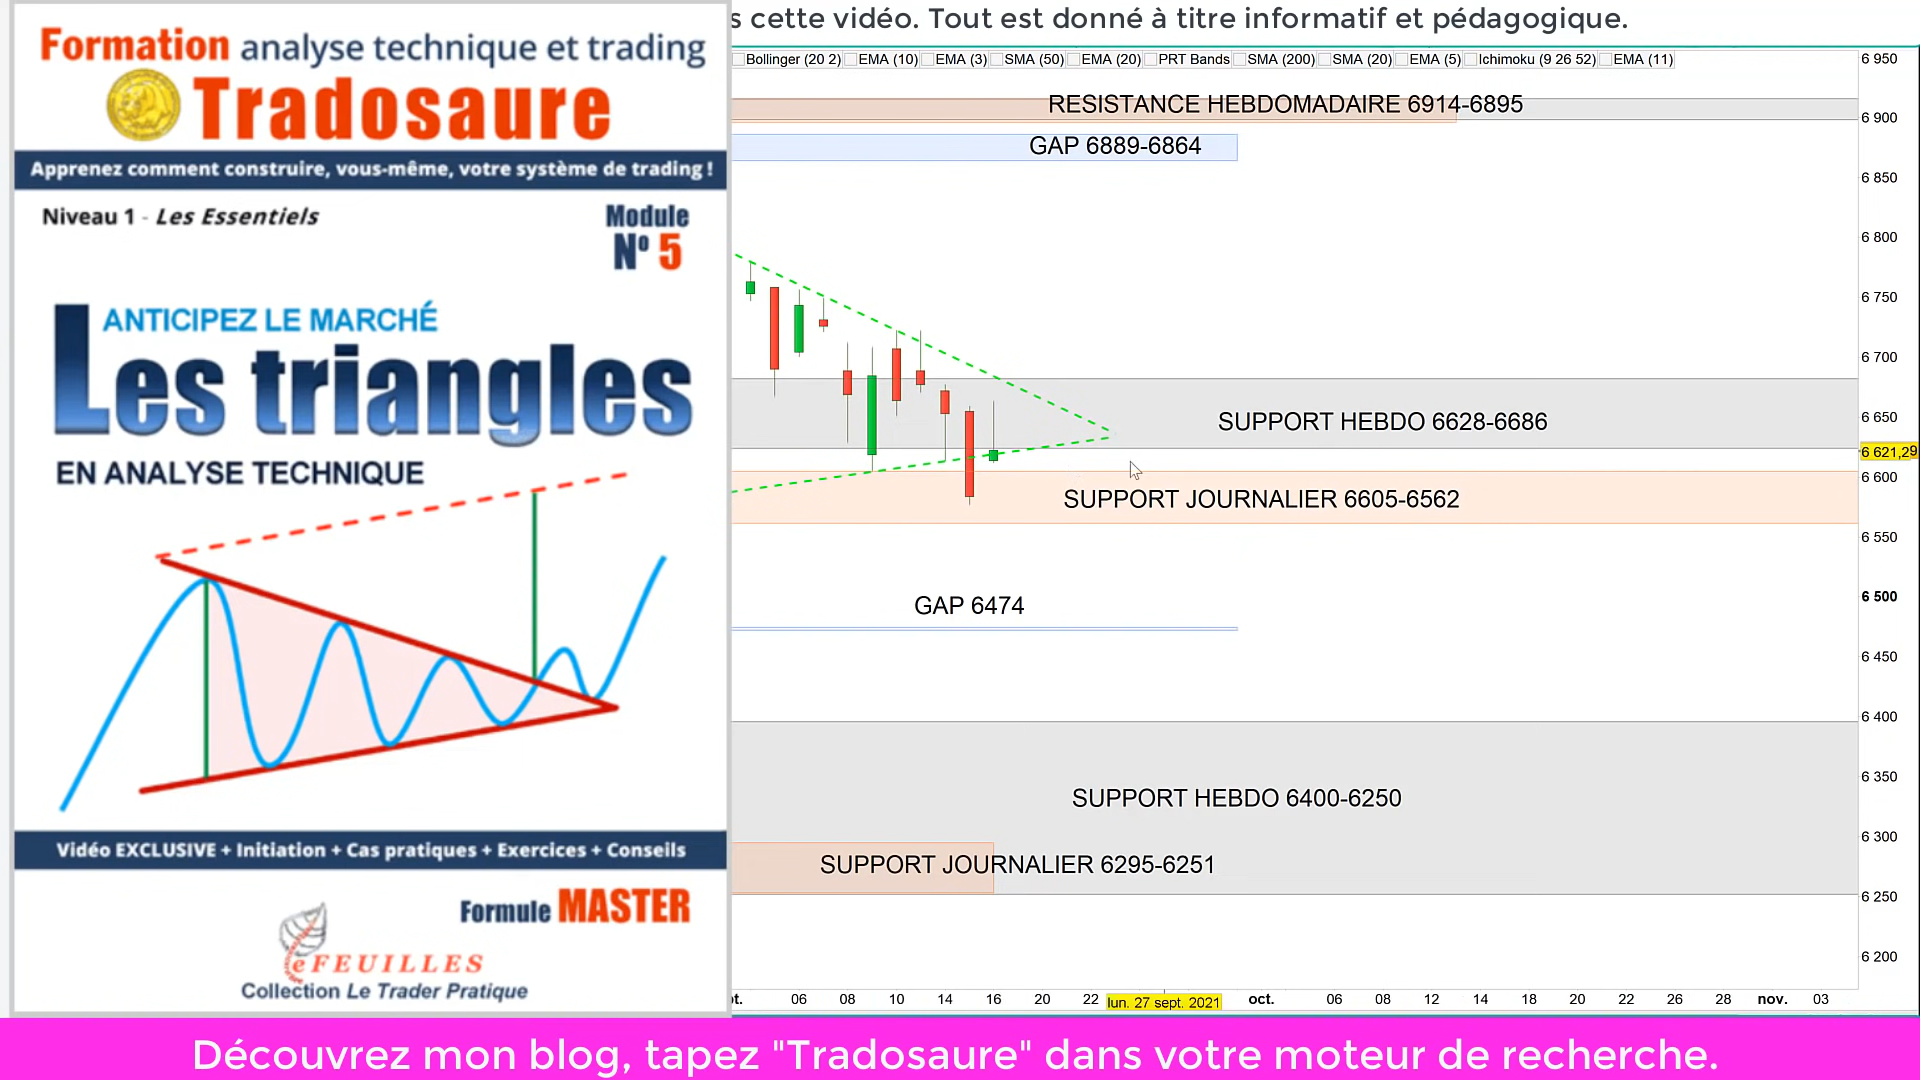 Formation analyse technique et trading
Tradosaure
Apprenez comment construire, vous-même, votre système de trading !
Niveau 1 - Les Essentiels
Module
N° 5
ANTICIPEZ LE MARCHÉ
Les triangles
EN ANALYSE TECHNIQUE
Vidéo EXCLUSIVE + Initiation + Cas pratiques + Exercices + Conseils
Formule MASTER
eFEUILLES
Collection Le Trader Pratique
s cette vidéo. Tout est donné à titre informatif et pédagogique.
Bollinger (20 2) EMA (10) EMA (3) SMA (50) EMA (20) PRT Bands SMA (200) SMA (20) EMA (5) Ichimoku (9 26 52) EMA (11)
RESISTANCE HEBDOMADAIRE 6914-6895
GAP 6889-6864
SUPPORT HEBDO 6628-6686
SUPPORT JOURNALIER 6605-6562
GAP 6474
SUPPORT HEBDO 6400-6250
SUPPORT JOURNALIER 6295-6251
6 950
6 900
6 850
6 800
6 750
6 700
6 650
6 621,29
6 600
6 550
6 500
6 450
6 400
6 350
6 300
6 250
6 200
pt. 06 08 10 14 16 20 22 lun. 27 sept. 2021 oct. 06 08 12 14 18 20 22 26 28 nov. 03
Découvrez mon blog, tapez "Tradosaure" dans votre moteur de recherche.